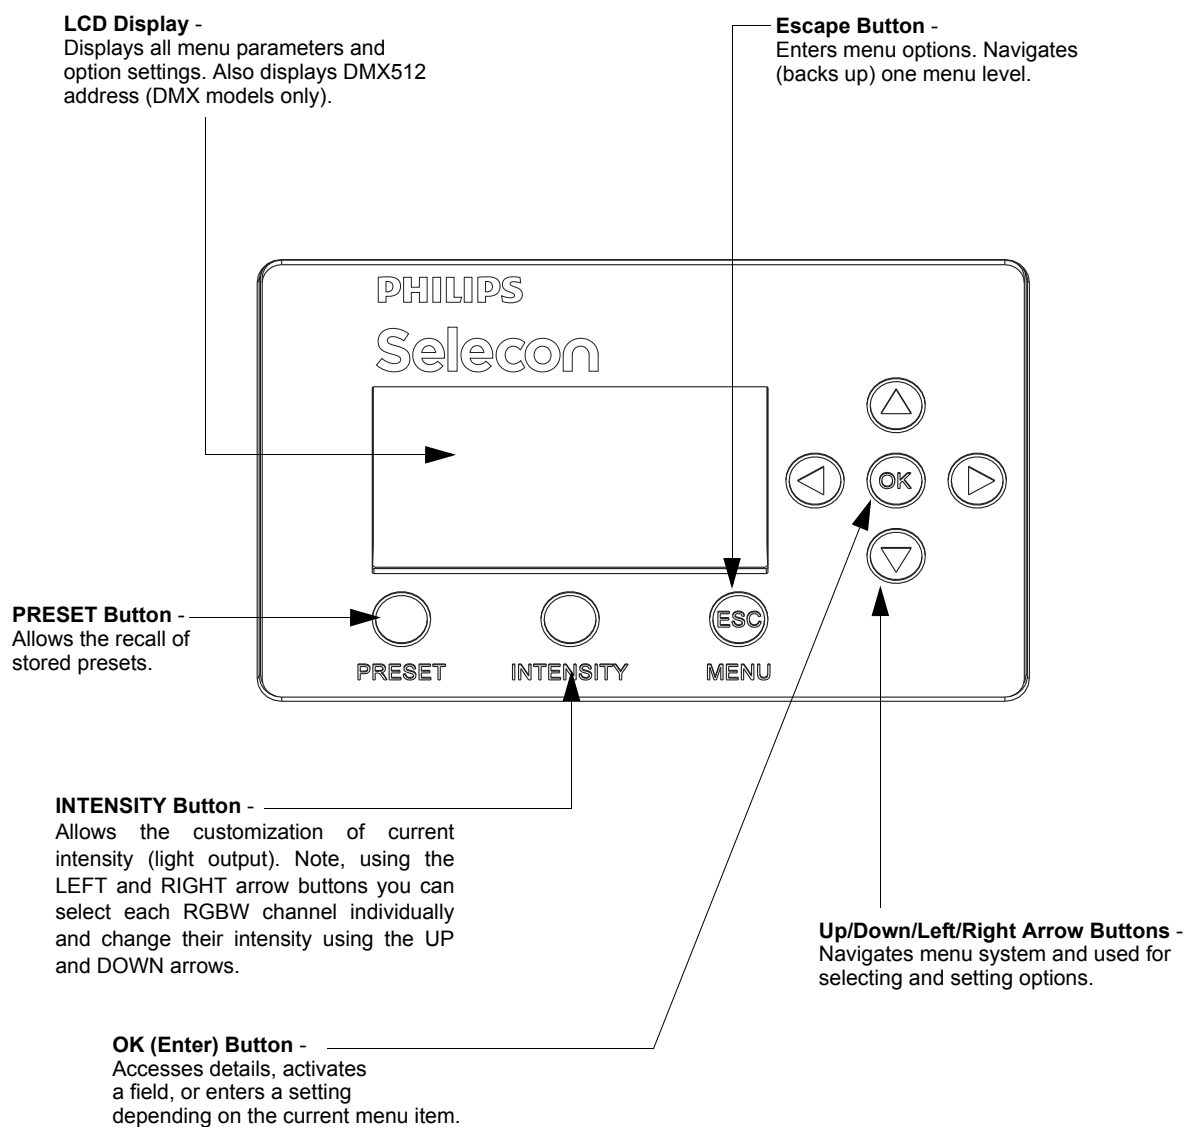 LCD Display -
Displays all menu parameters and
option settings. Also displays DMX512
address (DMX models only).
Escape Button -
Enters menu options. Navigates
(backs up) one menu level.
PHILIPS
Selecon
OK
ESC
PRESET
INTENSITY
MENU
PRESET Button -
Allows the recall of
stored presets.
INTENSITY Button -
Allows the customization of current
intensity (light output). Note, using the
LEFT and RIGHT arrow buttons you can
select each RGBW channel individually
and change their intensity using the UP
and DOWN arrows.
Up/Down/Left/Right Arrow Buttons -
Navigates menu system and used for
selecting and setting options.
OK (Enter) Button -
Accesses details, activates
a field, or enters a setting
depending on the current menu item.